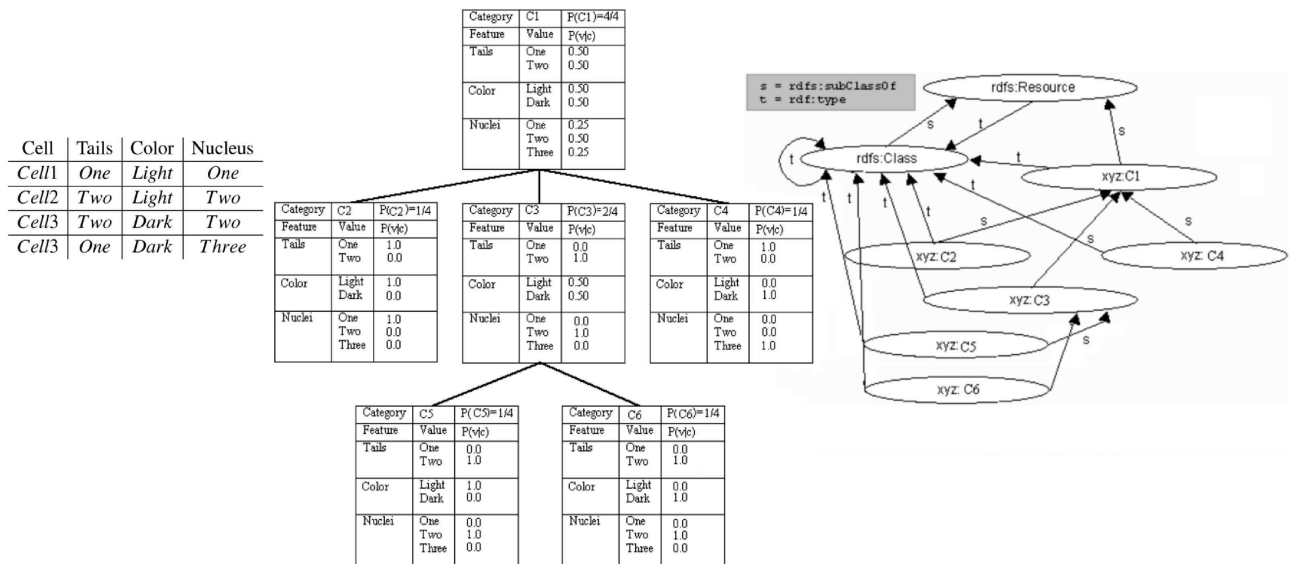 Cell Tails Color Nucleus
Cell1 One Light One
Cell2 Two Light Two
Cell3 Two Dark Two
Cell3 One Dark Three
Category C1 P(C1)=4/4
Feature Value P(v|c)
Tails One 0.50
Two 0.50
Color Light 0.50
Dark 0.50
Nuclei One 0.25
Two 0.50
Three 0.25
Category C2 P(C2)=1/4
Feature Value P(v|c)
Tails One 1.0
Two 0.0
Color Light 1.0
Dark 0.0
Nuclei One 1.0
Two 0.0
Three 0.0
Category C3 P(C3)=2/4
Feature Value P(v|c)
Tails One 0.0
Two 1.0
Color Light 0.50
Dark 0.50
Nuclei One 0.0
Two 1.0
Three 0.0
Category C4 P(C4)=1/4
Feature Value P(v|c)
Tails One 1.0
Two 0.0
Color Light 0.0
Dark 1.0
Nuclei One 0.0
Two 0.0
Three 1.0
Category C5 P(C5)=1/4
Feature Value P(v|c)
Tails One 0.0
Two 1.0
Color Light 1.0
Dark 0.0
Nuclei One 0.0
Two 1.0
Three 0.0
Category C6 P(C6)=1/4
Feature Value P(v|c)
Tails One 0.0
Two 1.0
Color Light 0.0
Dark 1.0
Nuclei One 0.0
Two 1.0
Three 0.0
s = rdfs:subClassOf
t = rdf:type
rdfs:Resource
s t s
t rdfs:Class t
xyz:C1
t t t t s s s
xyz:C2 xyz:C4
xyz:C3
xyz:C5 s
xyz:C6